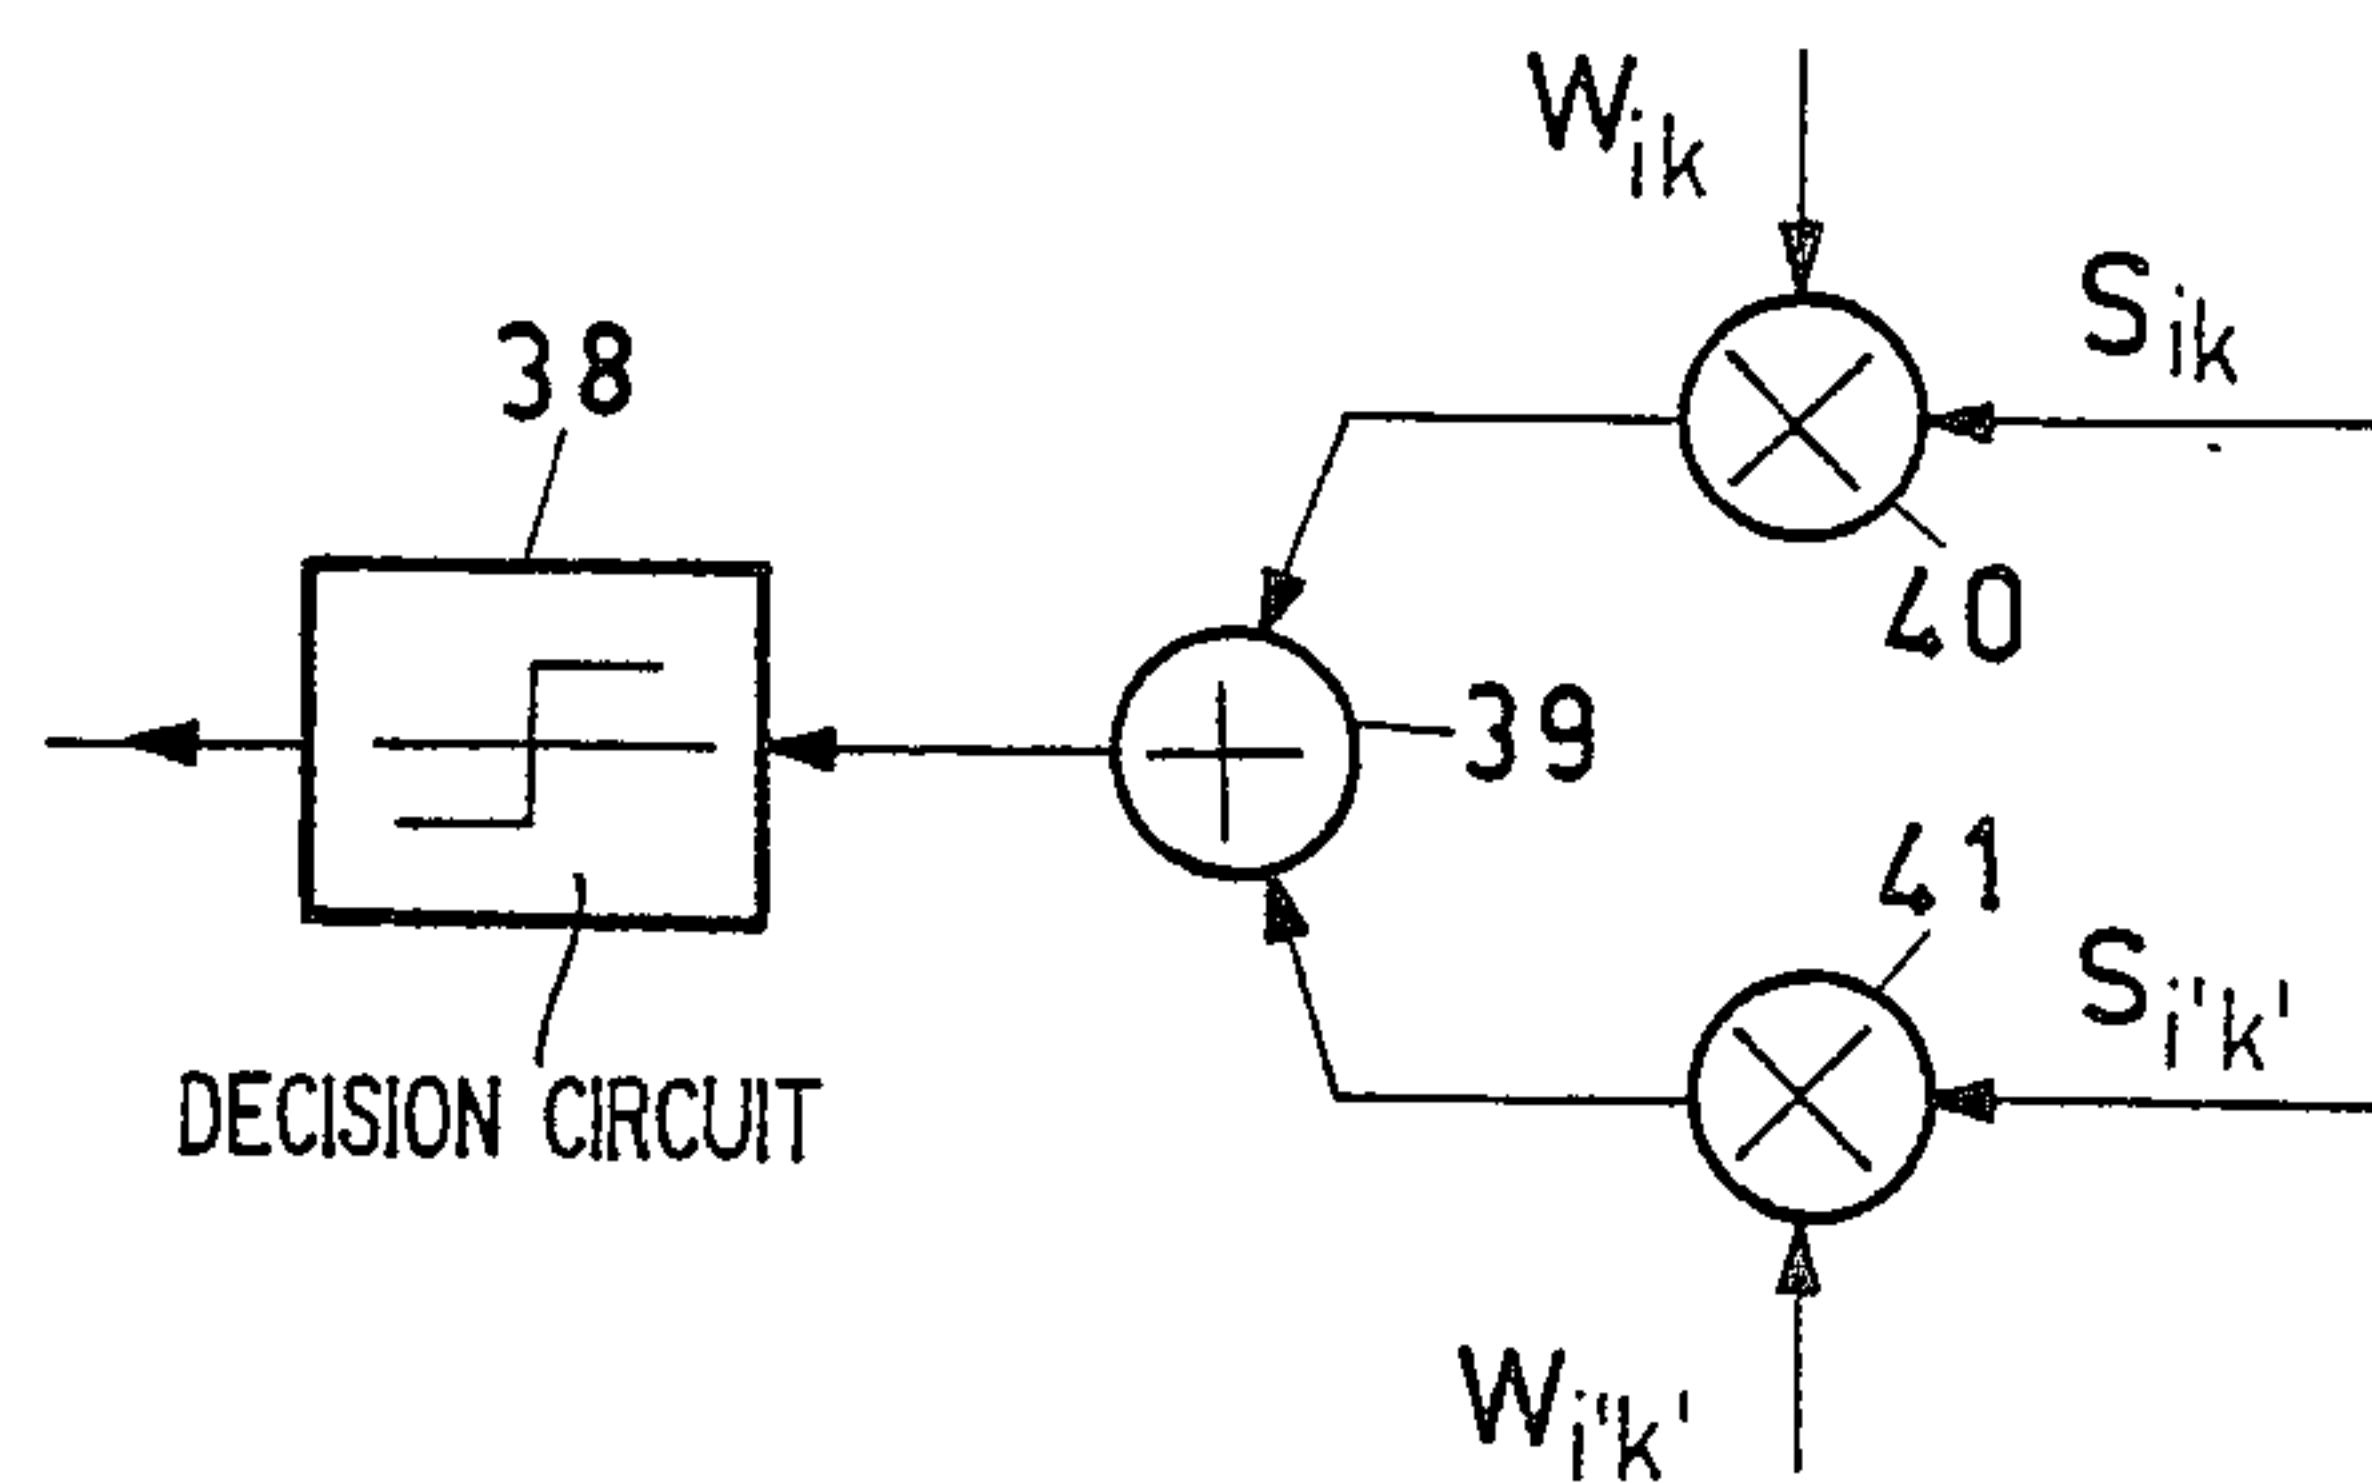 W_ik
S_ik
38
40
39
41
S_i'k'
DECISION CIRCUIT
W_i'k'